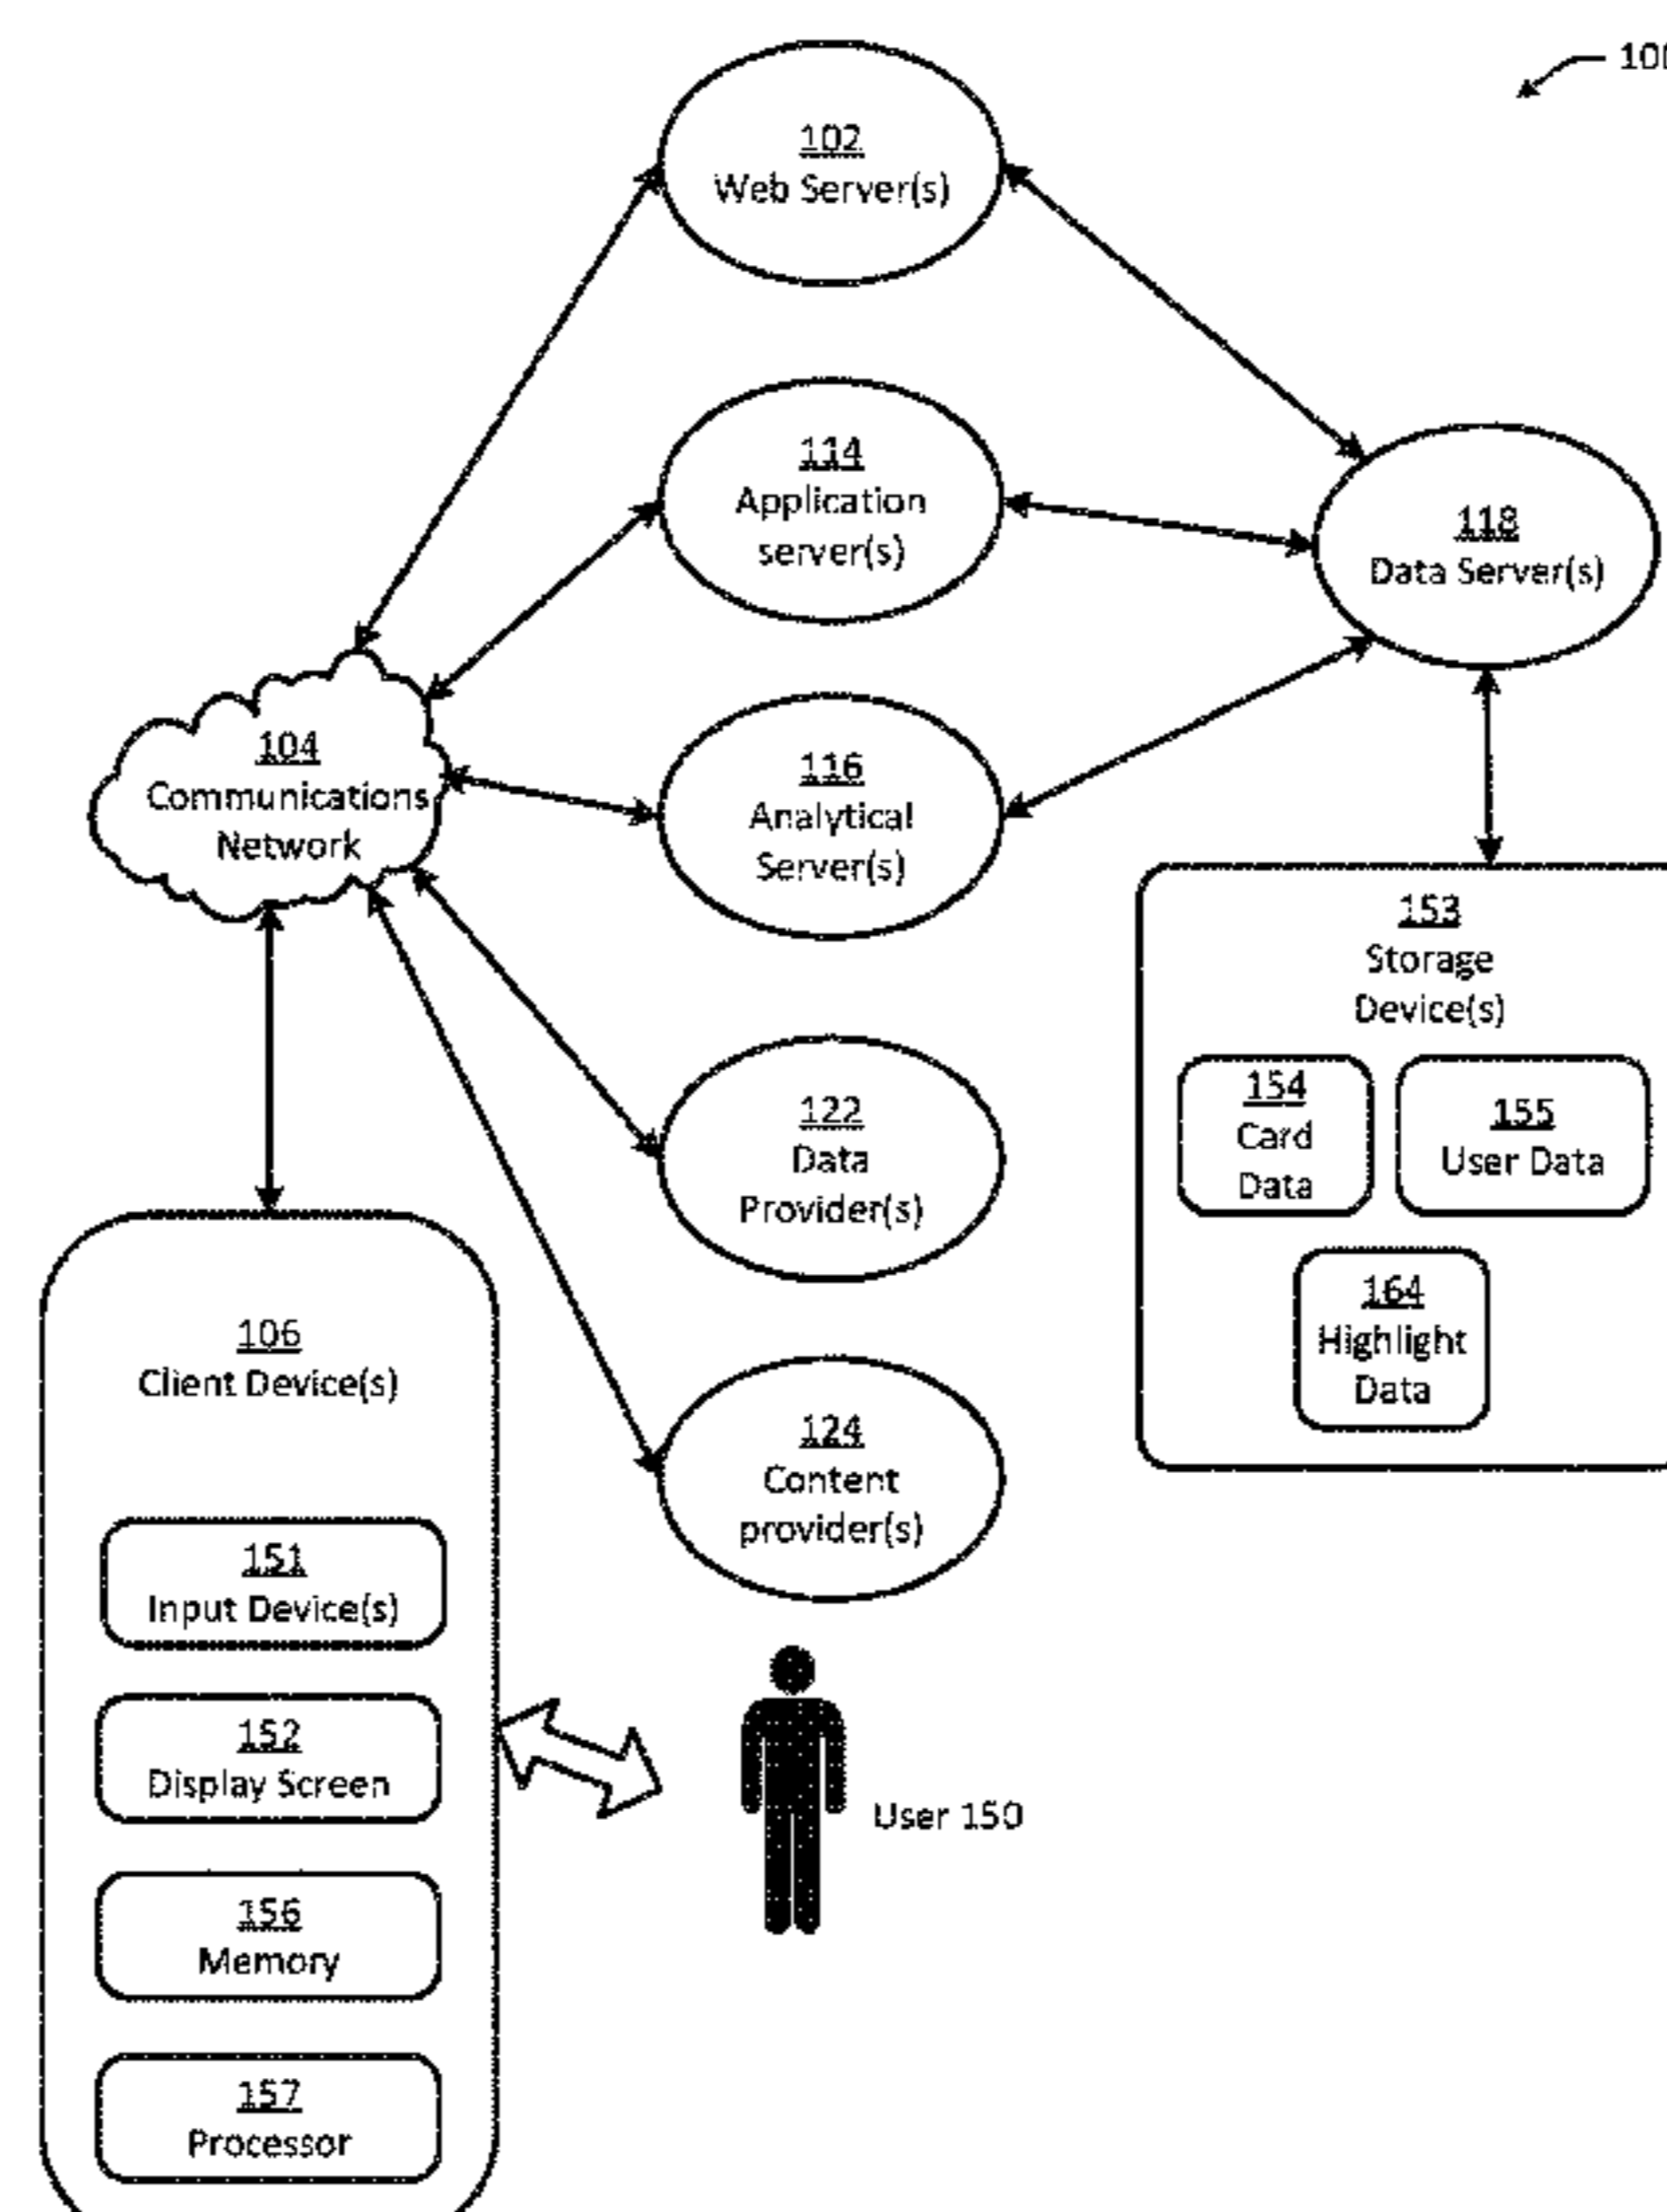 100
102
Web Server(s)
114
Application
server(s)
118
Data Server(s)
104
Communications
Network
116
Analytical
Server(s)
153
Storage
Device(s)
154
Card
Data
155
User Data
122
Data
Provider(s)
164
Highlight
Data
106
Client Device(s)
124
Content
provider(s)
151
Input Device(s)
152
Display Screen
User 150
156
Memory
157
Processor